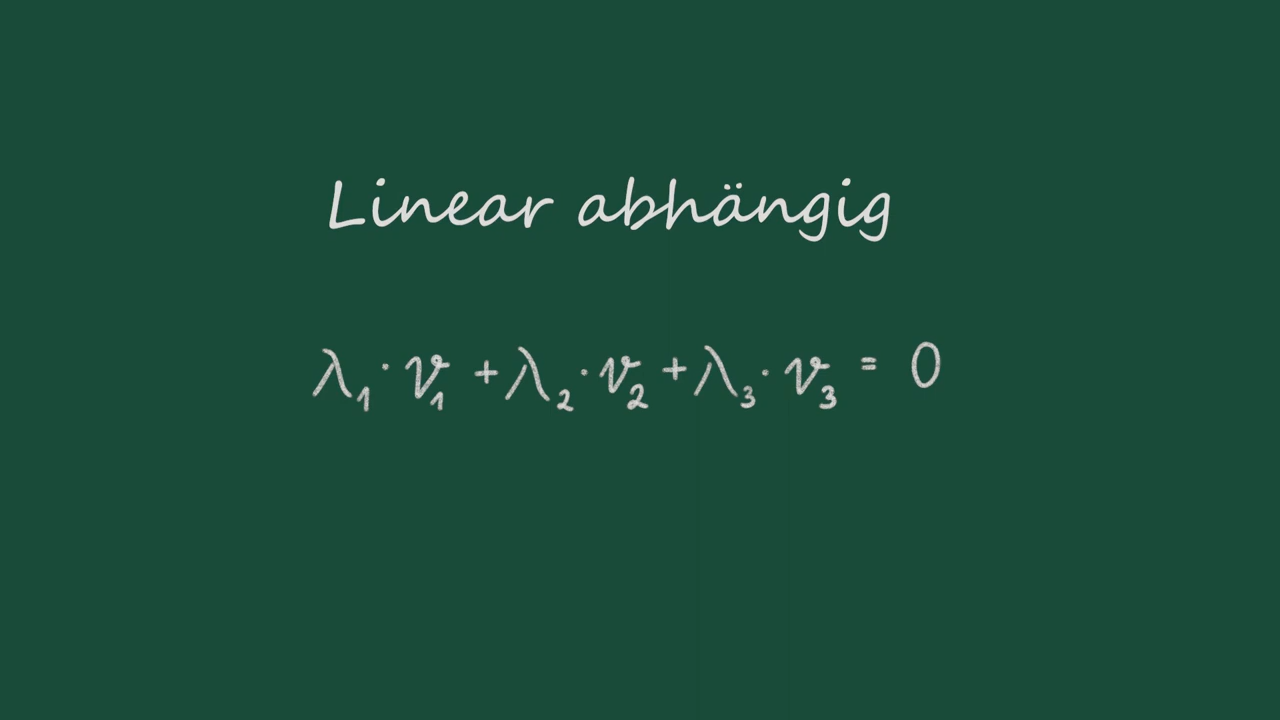 Linear abhängig
λ₁ · v₁ + λ₂ · v₂ + λ₃ · v₃ = 0